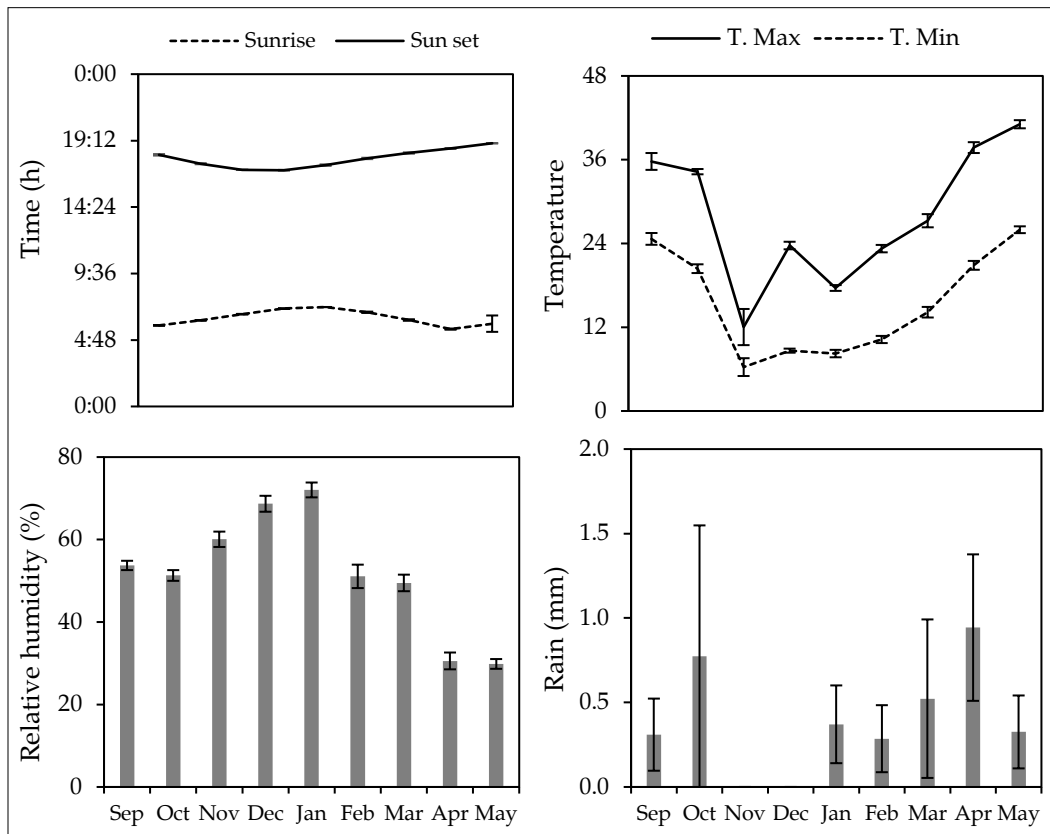 Sunrise Sun set
0:00
19:12
14:24
9:36
4:48
0:00
Time (h)
T. Max T. Min
48
36
24
12
0
Temperature
80
60
40
20
0
Relative humidity (%)
Sep Oct Nov Dec Jan Feb Mar Apr May
2.0
1.5
1.0
0.5
0.0
Rain (mm)
Sep Oct Nov Dec Jan Feb Mar Apr May